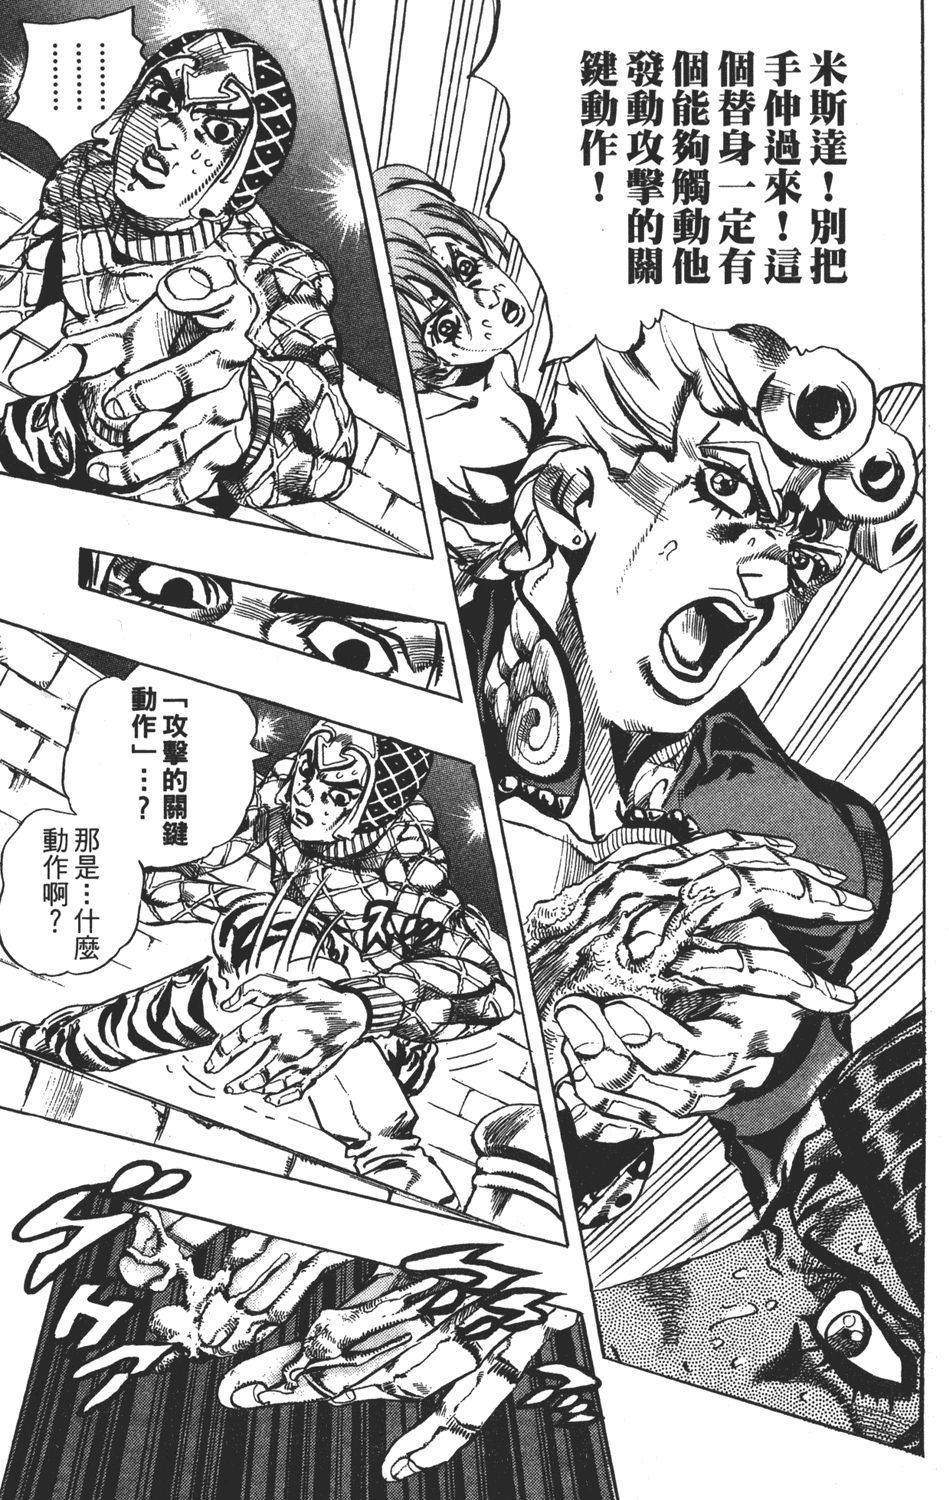 米斯達！別把
手伸過來！這
個替身一定有
個能夠觸動他
發動攻擊的關
鍵動作！
………
………
「攻擊的關鍵
動作」…？
那是…什麼
動作啊？